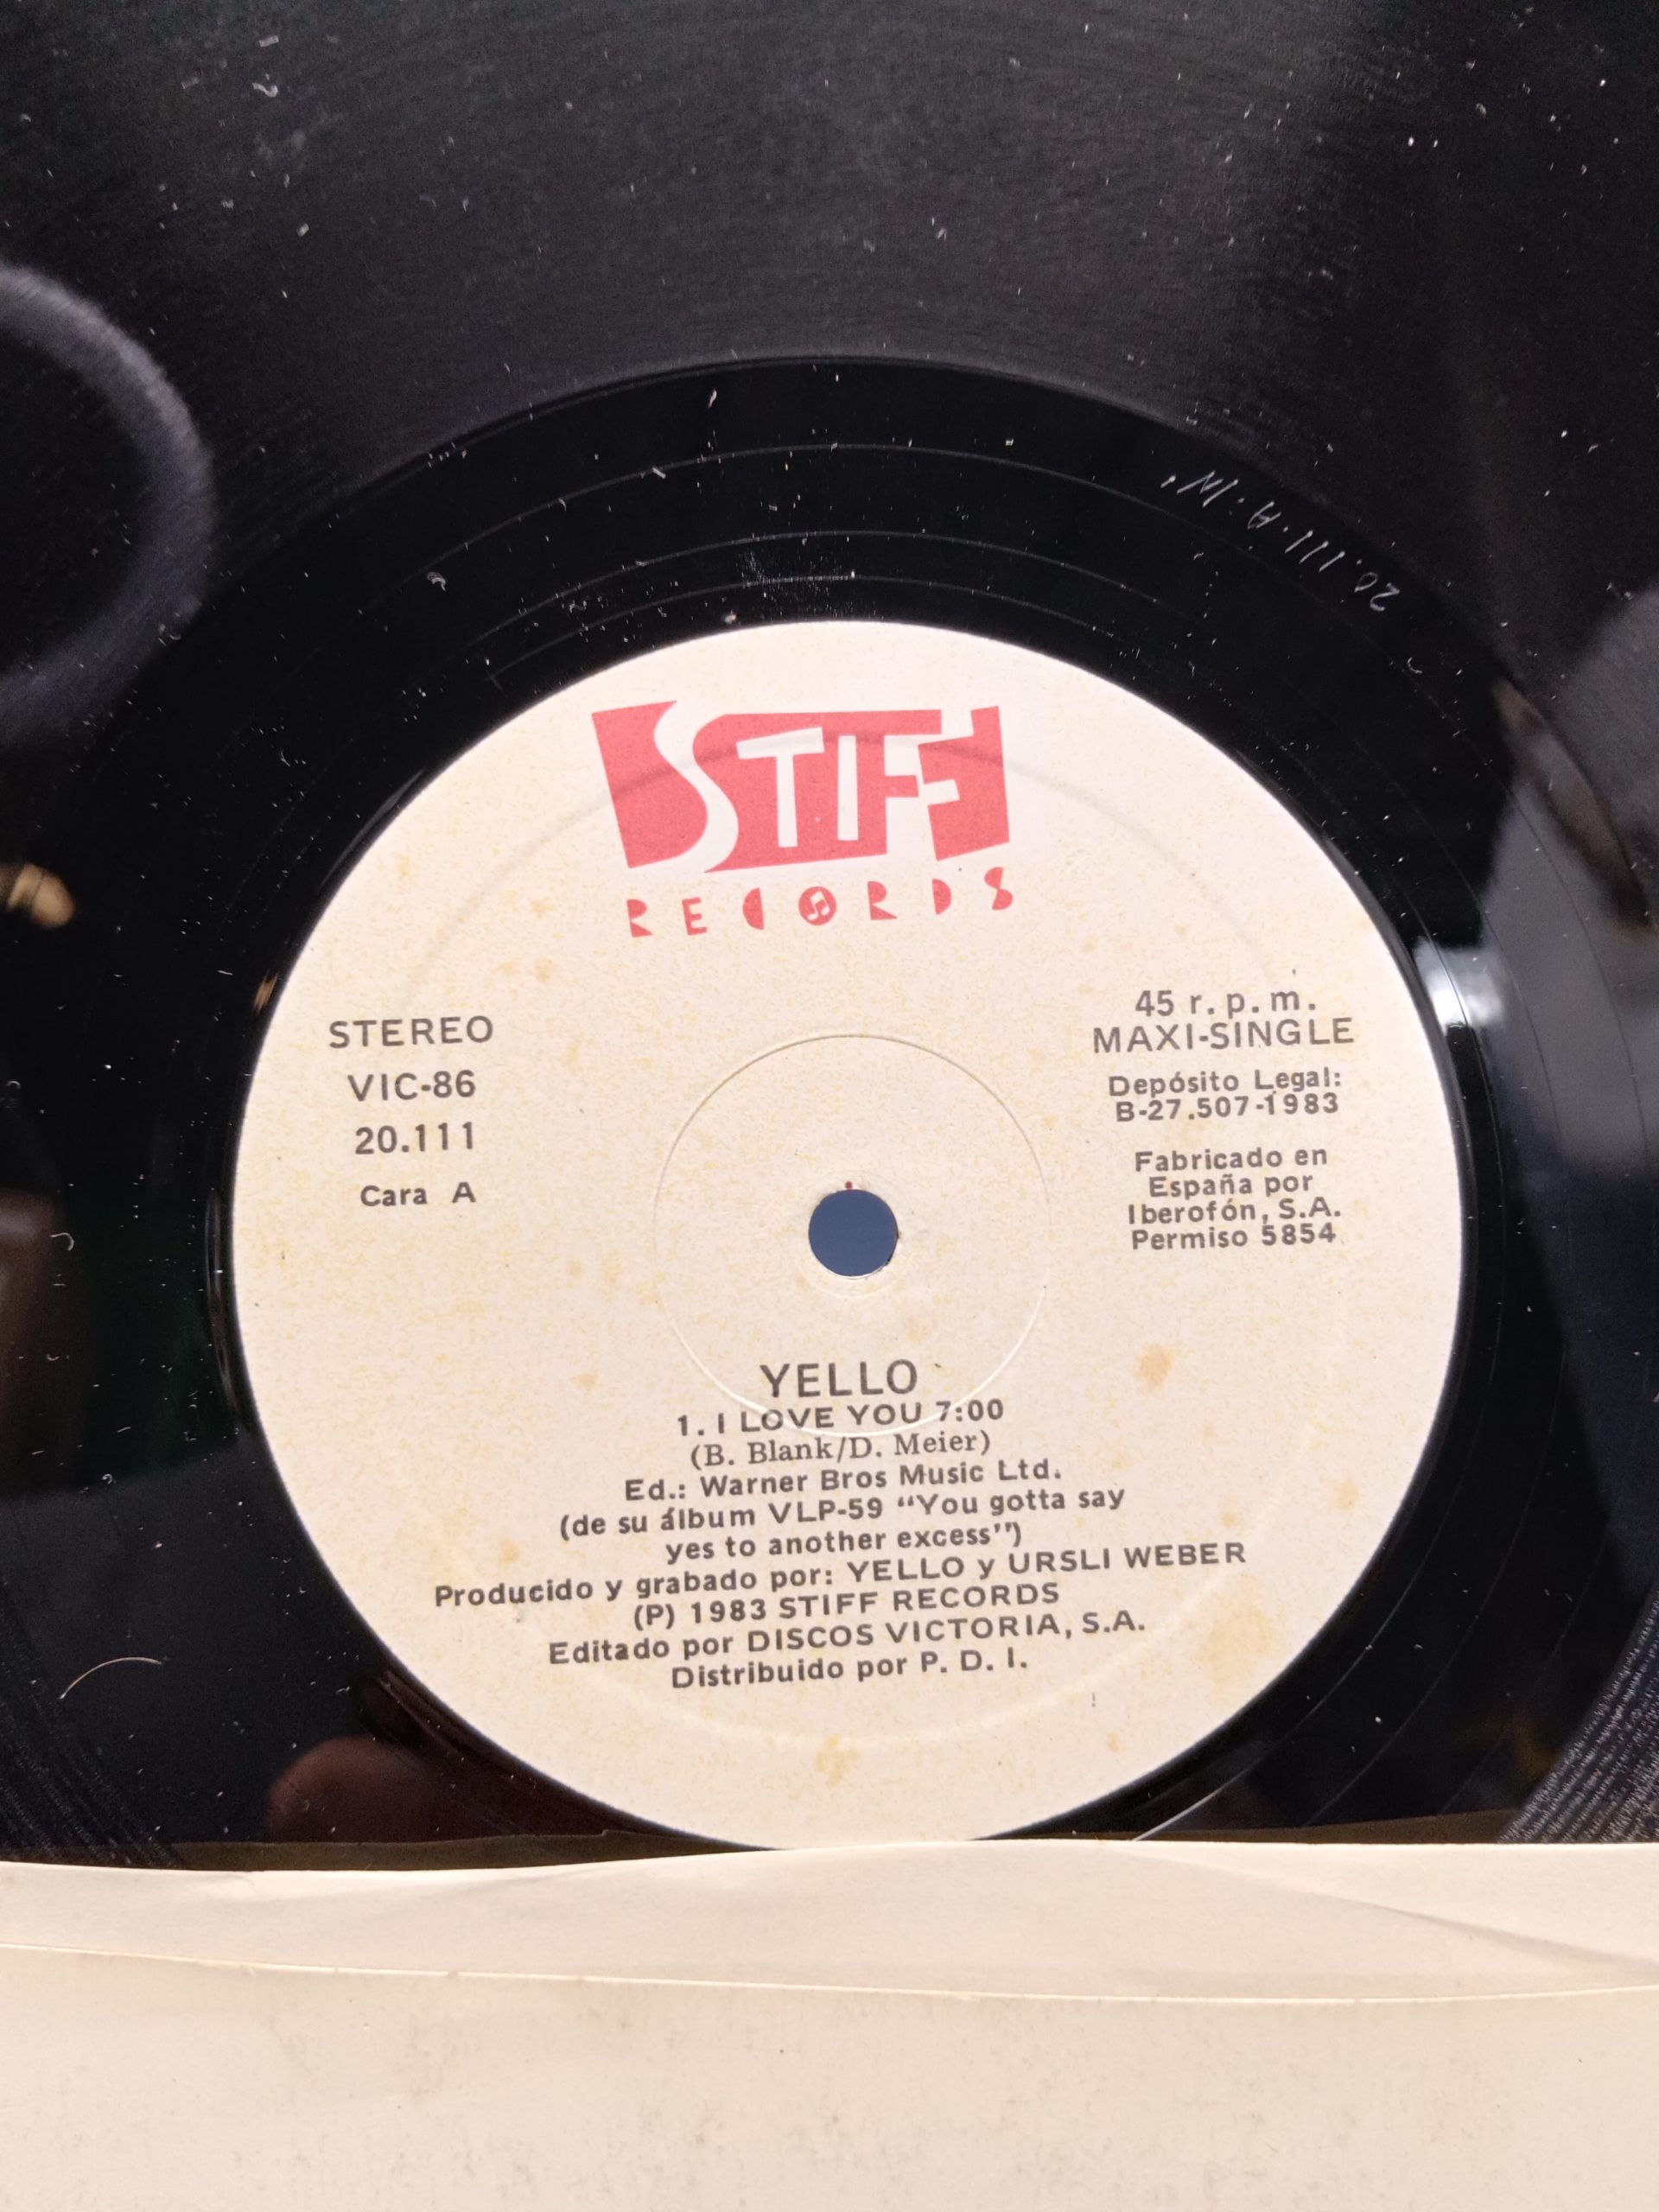 20.111.A.
STIFF
RECORDS
STEREO
VIC-86
20.111
Cara A
45 r. p. m.
MAXI-SINGLE
Depósito Legal:
B-27.507-1983
Fabricado en
España por
Iberofón, S.A.
Permiso 5854
YELLO
1. I LOVE YOU 7:00
(B. Blank/D. Meier)
Ed.: Warner Bros Music Ltd.
(de su álbum VLP-59 “You gotta say
yes to another excess”)
Producido y grabado por: YELLO y URSLI WEBER
(P) 1983 STIFF RECORDS
Editado por DISCOS VICTORIA, S.A.
Distribuido por P. D. I.